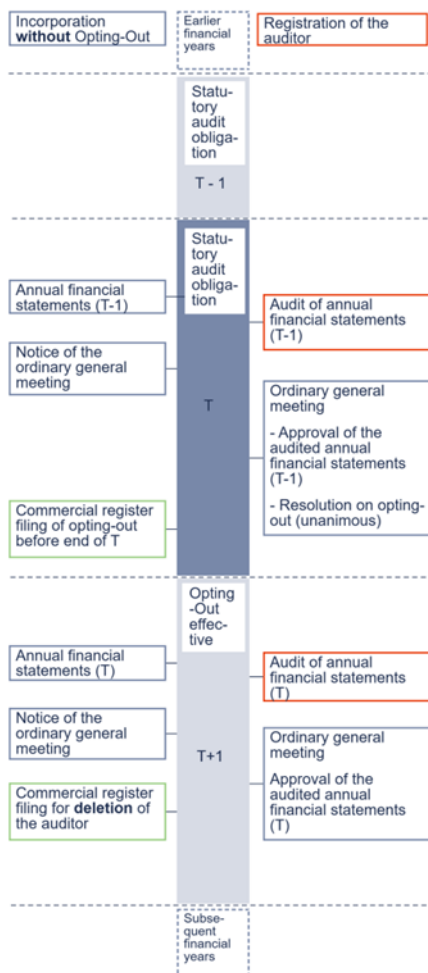 Incorporation
without Opting-Out
Earlier
financial
years
Registration of the
auditor
Statu-
tory
audit
obliga-
tion
T - 1
Statu-
tory
audit
obliga-
tion
Annual financial
statements (T-1)
Audit of annual
financial statements
(T-1)
Notice of the
ordinary general
meeting
T
Ordinary general
meeting
- Approval of the
audited annual
financial statements
(T-1)
- Resolution on opting-
out (unanimous)
Commercial register
filing of opting-out
before end of T
Opting
-Out
effec-
tive
Annual financial
statements (T)
Audit of annual
financial statements
(T)
Notice of the
ordinary general
meeting
T+1
Ordinary general
meeting
Approval of the
audited annual
financial statements
(T)
Commercial register
filing for deletion of
the auditor
Subse-
quent
financial
years